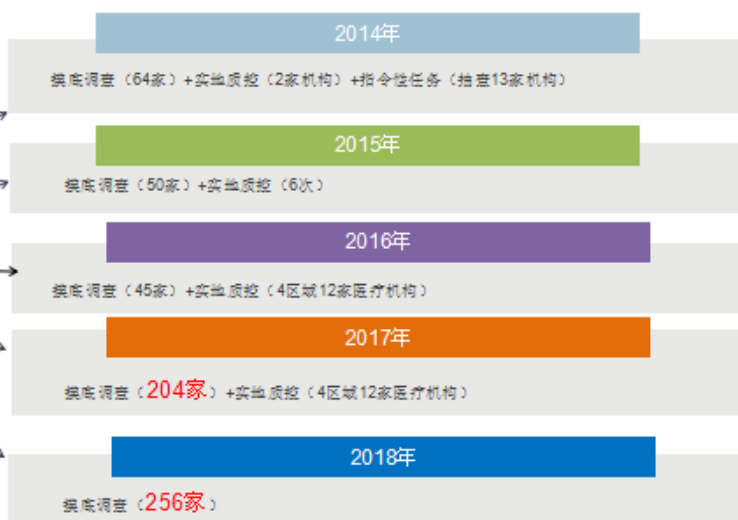 2014年
摸底调查（64家）+实地质控（2家机构）+指令性任务（抽查13家机构）
2015年
摸底调查（50家）+实地质控（6次）
2016年
摸底调查（45家）+实地质控（4区域12家医疗机构）
2017年
摸底调查（204家）+实地质控（4区域12家医疗机构）
2018年
摸底调查（256家）